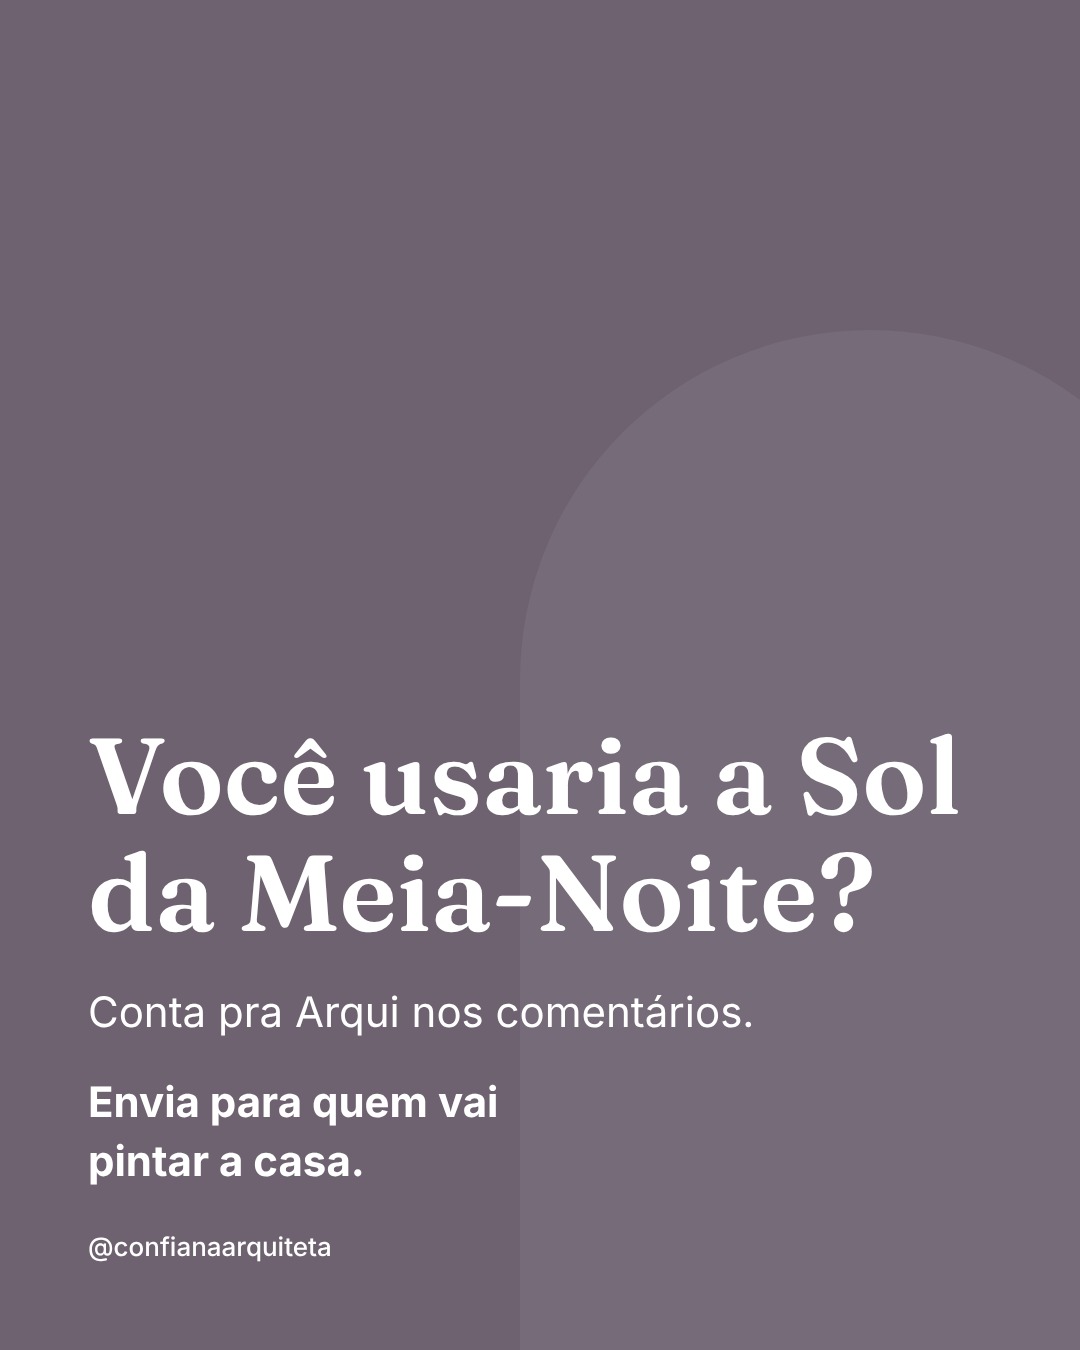 Você usaria a Sol
da Meia-Noite?
Conta pra Arqui nos comentários.
Envia para quem vai
pintar a casa.
@confianaarquiteta